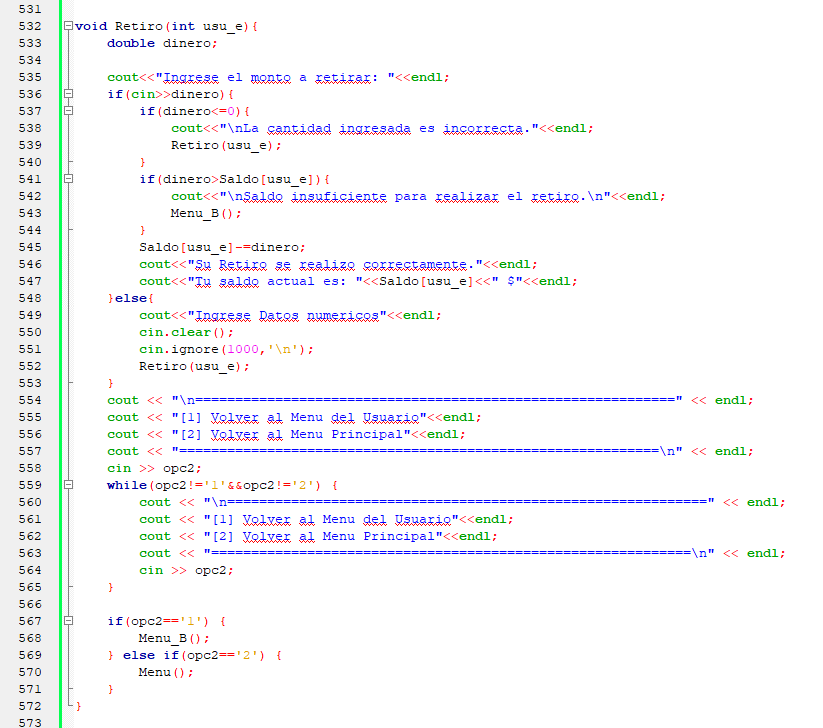 531
532 void Retiro(int usu_e){
533 double dinero;
534
535 cout<<"Ingrese el monto a retirar: "<<endl;
536 if(cin>>dinero){
537 if(dinero<=0){
538 cout<<"\nLa cantidad ingresada es incorrecta."<<endl;
539 Retiro(usu_e);
540 }
541 if(dinero>Saldo[usu_e]){
542 cout<<"\nSaldo insuficiente para realizar el retiro.\n"<<endl;
543 Menu_B();
544 }
545 Saldo[usu_e]-=dinero;
546 cout<<"Su Retiro se realizo correctamente."<<endl;
547 cout<<"Tu saldo actual es: "<<Saldo[usu_e]<<" $"<<endl;
548 }else{
549 cout<<"Ingrese Datos numericos"<<endl;
550 cin.clear();
551 cin.ignore(1000,'\n');
552 Retiro(usu_e);
553 }
554 cout << "\n============================================================" << endl;
555 cout << "[1] Volver al Menu del Usuario"<<endl;
556 cout << "[2] Volver al Menu Principal"<<endl;
557 cout << "============================================================\n" << endl;
558 cin >> opc2;
559 while(opc2!='1'&&opc2!='2') {
560 cout << "\n============================================================" << endl;
561 cout << "[1] Volver al Menu del Usuario"<<endl;
562 cout << "[2] Volver al Menu Principal"<<endl;
563 cout << "============================================================\n" << endl;
564 cin >> opc2;
565 }
566
567 if(opc2=='1') {
568 Menu_B();
569 } else if(opc2=='2') {
570 Menu();
571 }
572 }
573